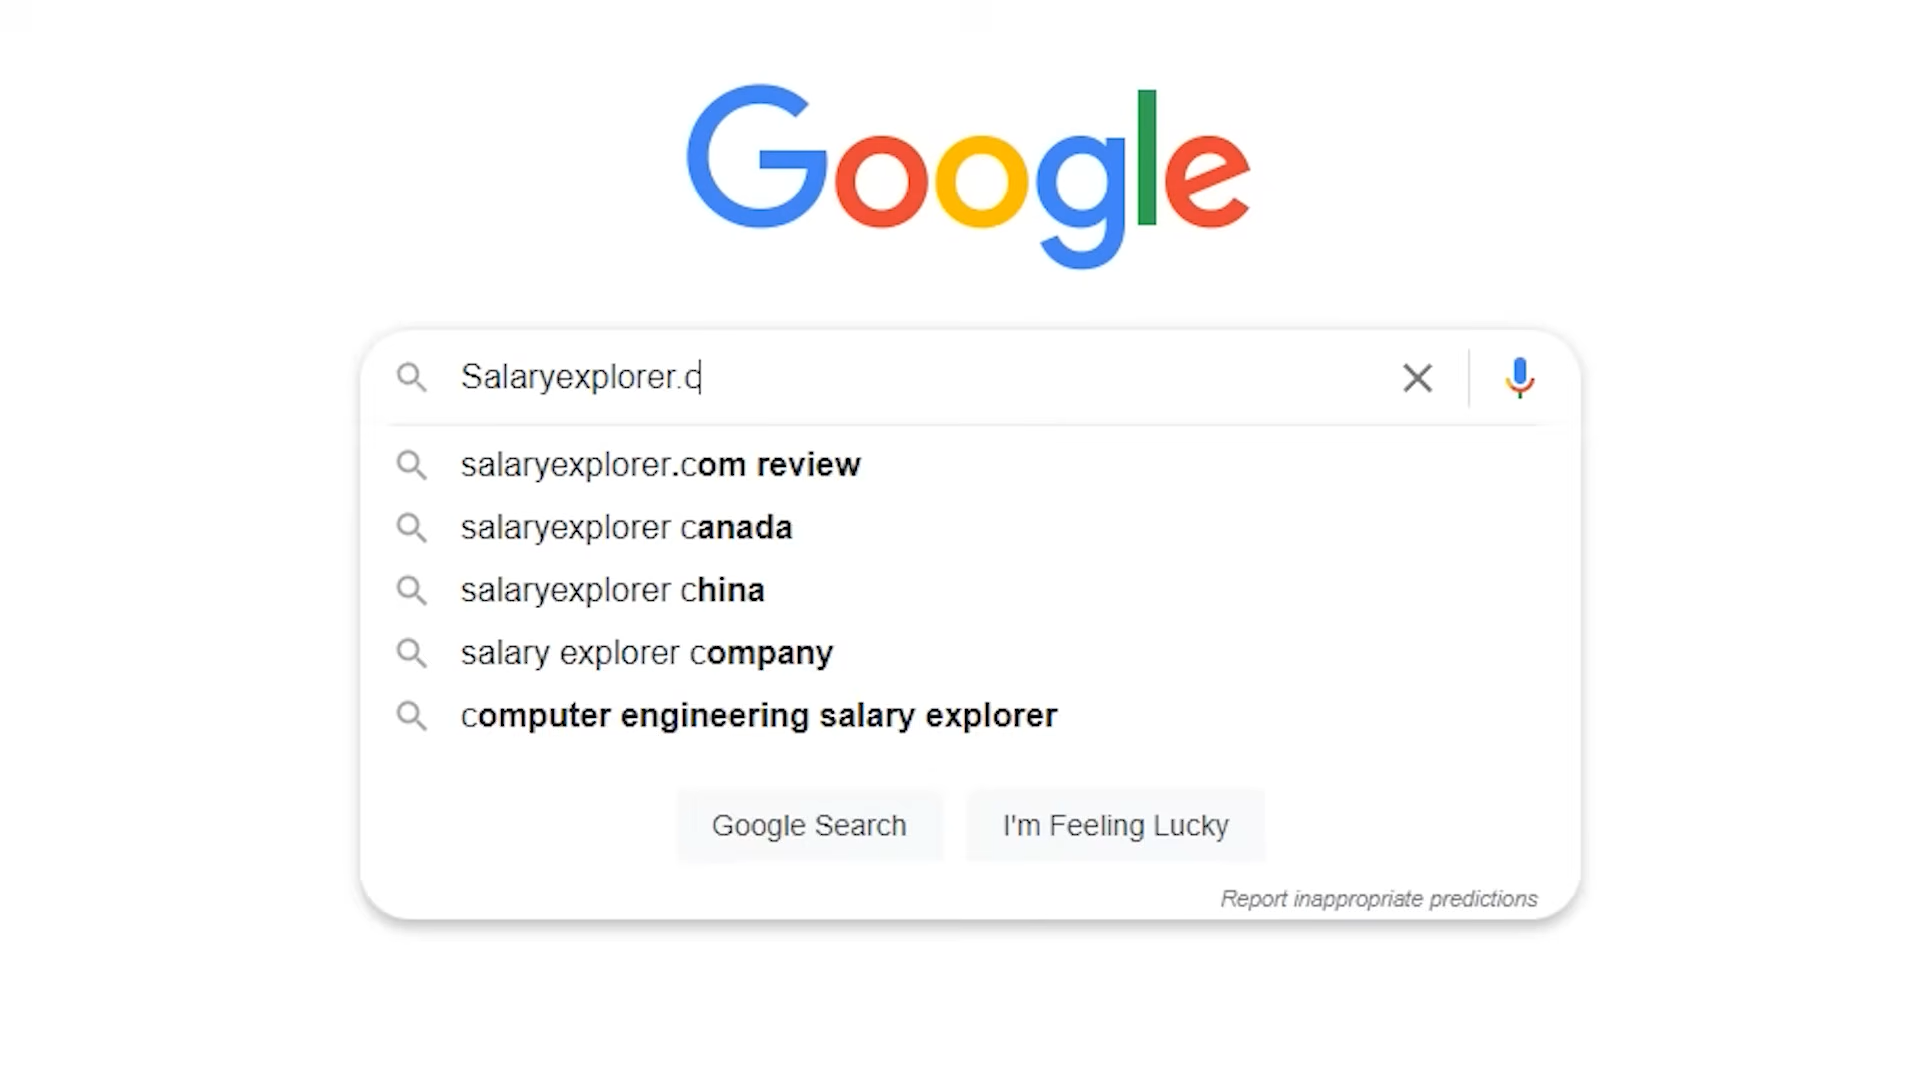 Google
Salaryexplorer.c
salaryexplorer.com review
salaryexplorer canada
salaryexplorer china
salary explorer company
computer engineering salary explorer
Google Search
I'm Feeling Lucky
Report inappropriate predictions